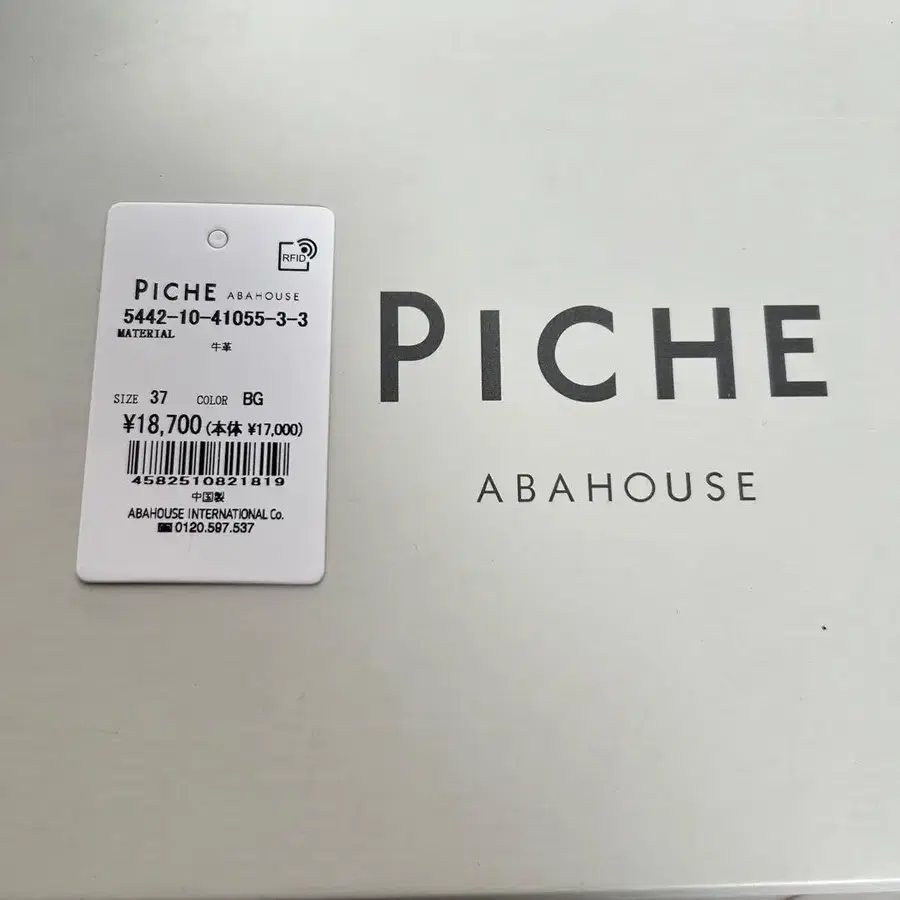 RFID
PICHE ABAHOUSE
5442-10-41055-3-3
MATERIAL
牛革
SIZE 37 COLOR BG
¥18,700(本体 ¥17,000)
4582510821819
中国製
ABAHOUSE INTERNATIONAL Co.
☎0120.597.537
PICHE
ABAHOUSE